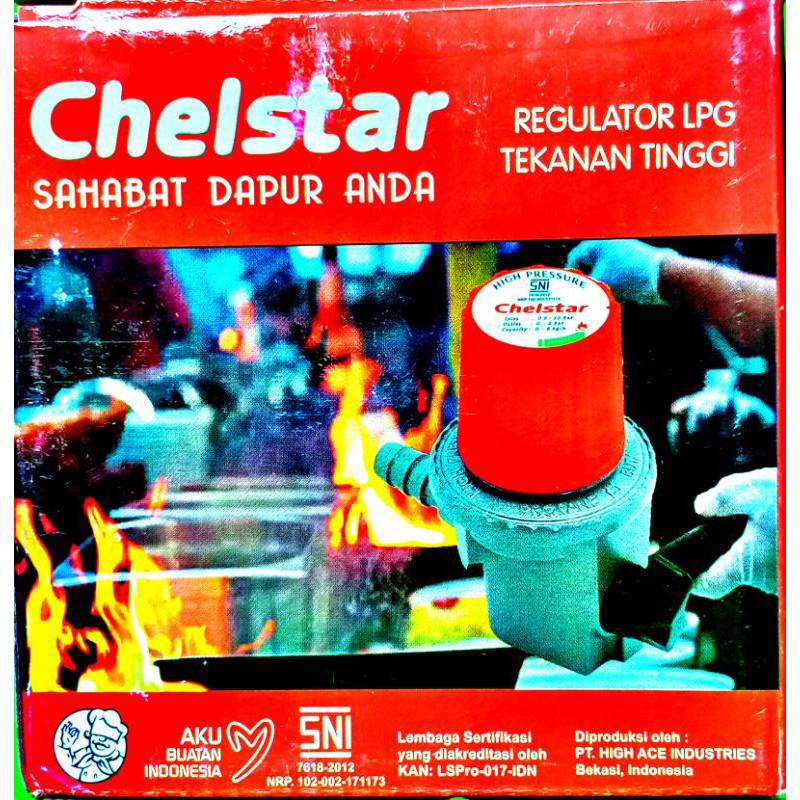 Chelstar
SAHABAT DAPUR ANDA
REGULATOR LPG
TEKANAN TINGGI
HIGH PRESSURE
SNI
Chelstar
AKU
BUATAN
INDONESIA
SNI
7618-2012
NRP. 102-002-171173
Lembaga Sertifikasi
yang diakreditasi oleh
KAN: LSPro-017-IDN
Diproduksi oleh :
PT. HIGH ACE INDUSTRIES
Bekasi, Indonesia